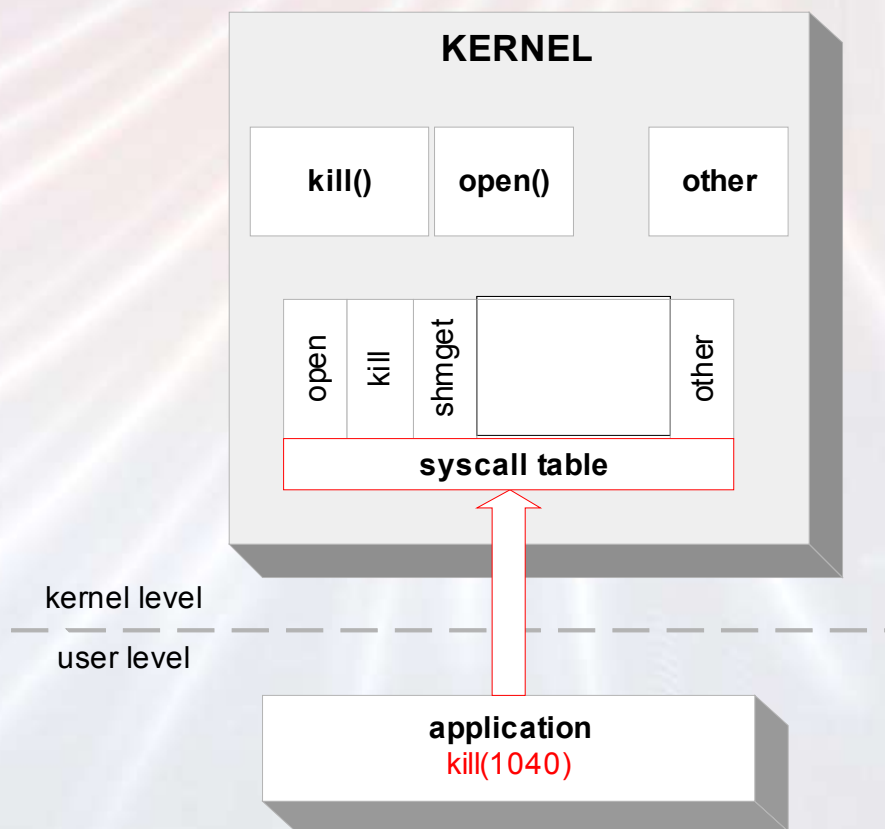 KERNEL
kill()
open()
other
open
kill
shmget
other
syscall table
kernel level
user level
application
kill(1040)